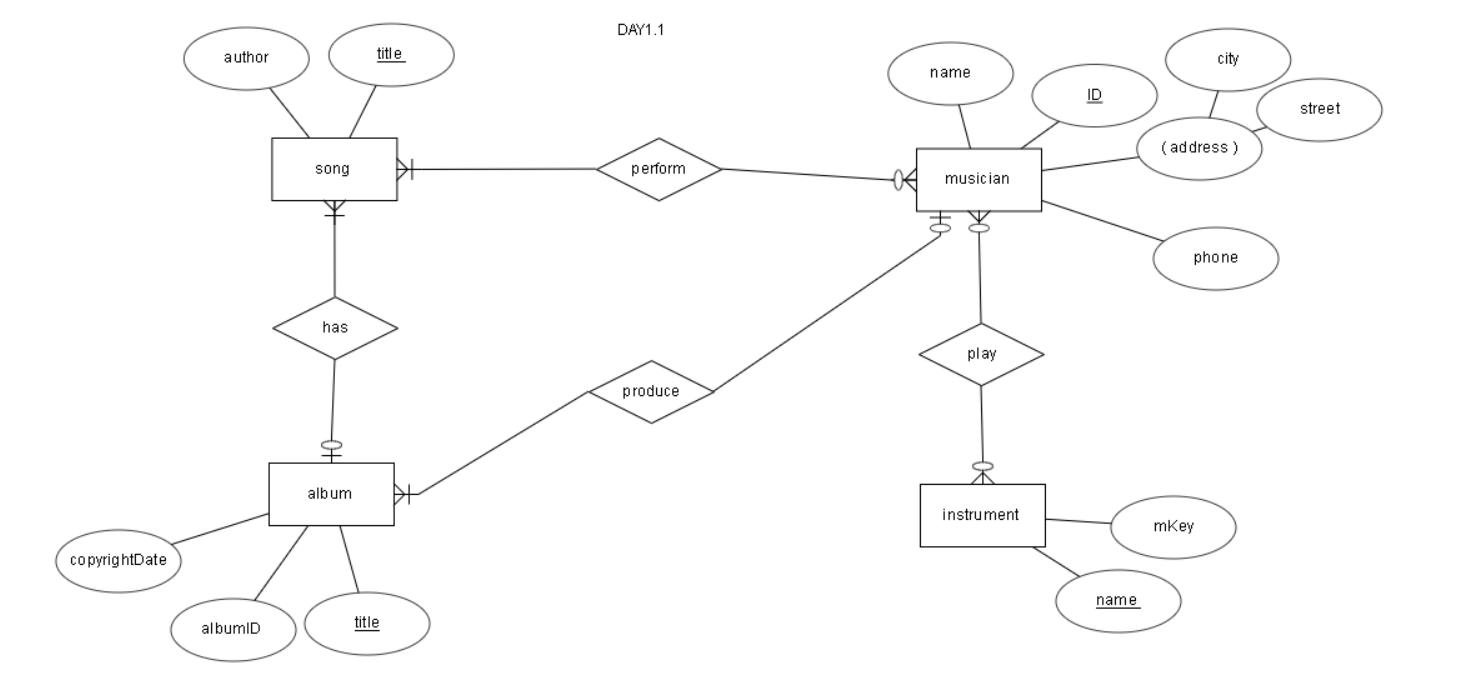 DAY1.1
author
title
name
ID
city
street
( address )
song
perform
musician
phone
has
play
produce
album
instrument
mKey
copyrightDate
name
albumID
title